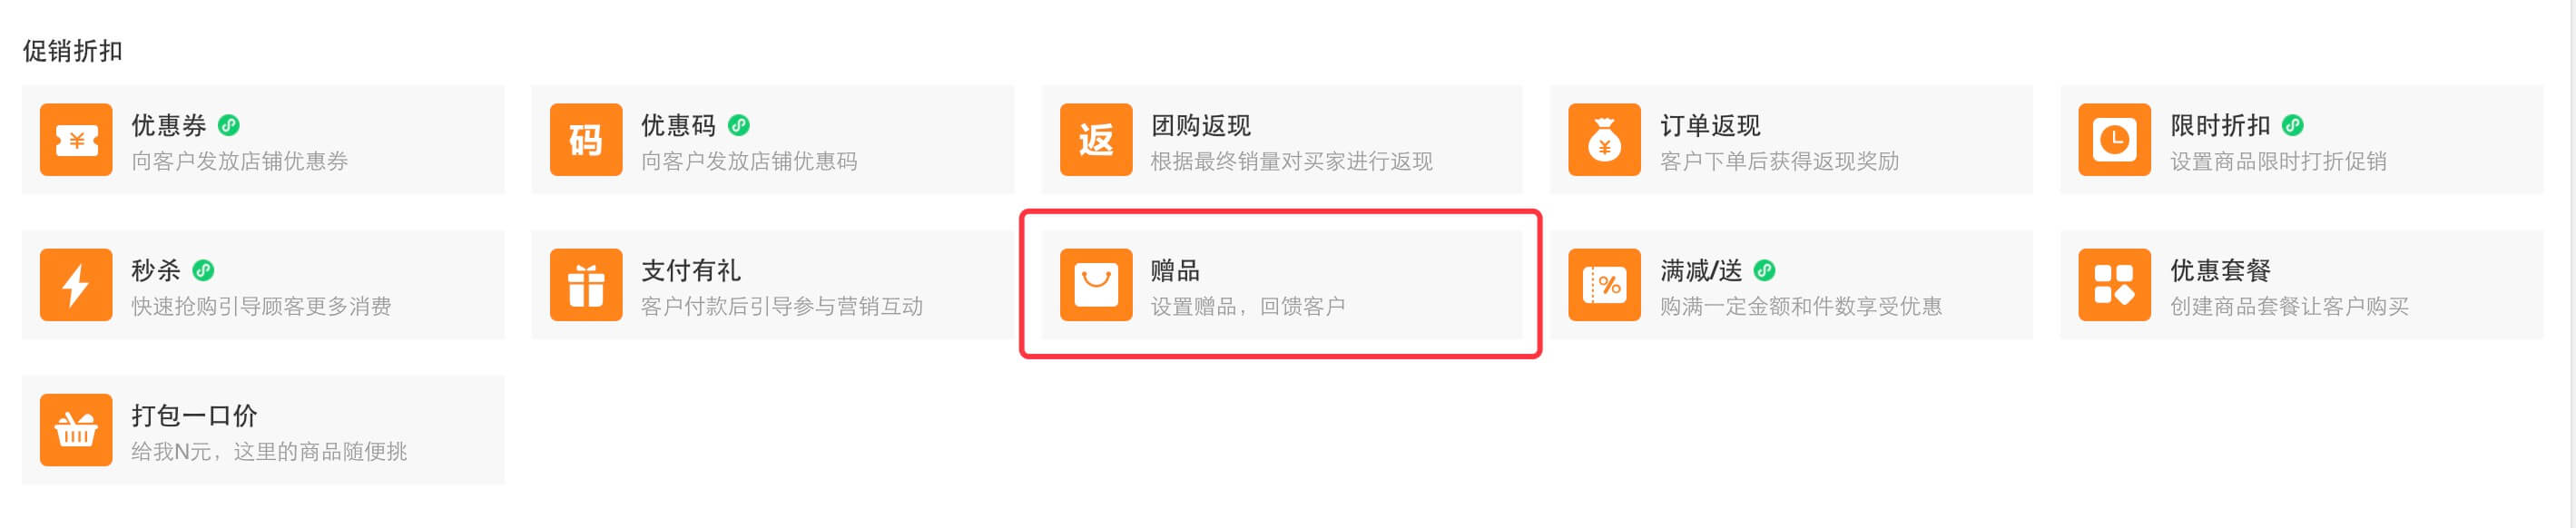 促销折扣
优惠券
向客户发放店铺优惠券
码
优惠码
向客户发放店铺优惠码
返
团购返现
根据最终销量对买家进行返现
¥
订单返现
客户下单后获得返现奖励
限时折扣
设置商品限时打折促销
秒杀
快速抢购引导顾客更多消费
支付有礼
客户付款后引导参与营销互动
赠品
设置赠品，回馈客户
%
满减/送
购满一定金额和件数享受优惠
优惠套餐
创建商品套餐让客户购买
打包一口价
给我N元，这里的商品随便挑